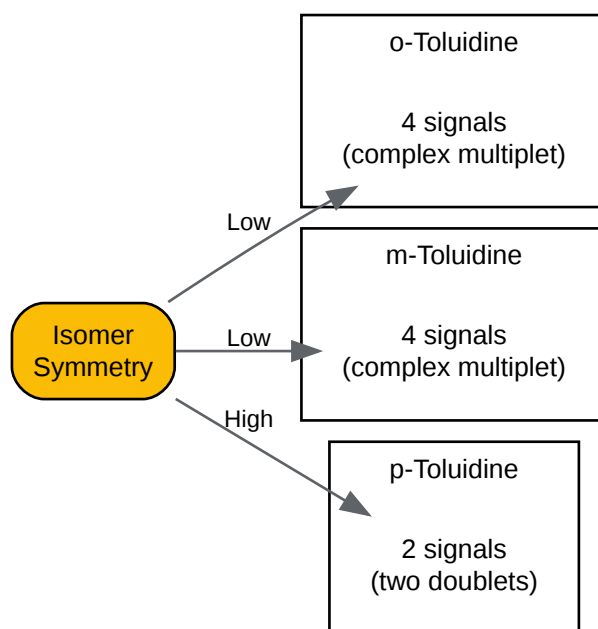 o-Toluidine
4 signals
(complex multiplet)
Low
m-Toluidine
Isomer
Symmetry
Low
4 signals
(complex multiplet)
High
p-Toluidine
2 signals
(two doublets)